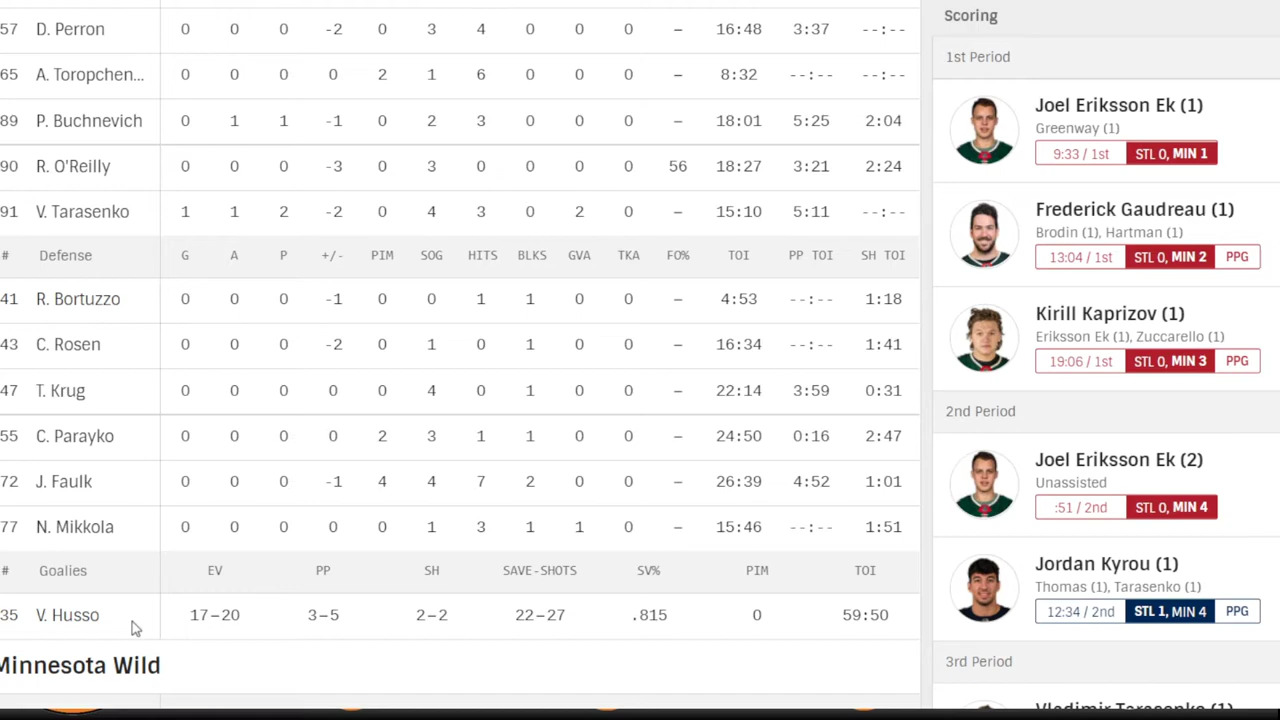 57 D. Perron 0 0 0 -2 0 3 4 0 0 0 – 16:48 3:37 --:--
65 A. Toropchen... 0 0 0 0 2 1 6 0 0 0 – 8:32 --:-- --:--
89 P. Buchnevich 0 1 1 -1 0 2 3 0 0 0 – 18:01 5:25 2:04
90 R. O'Reilly 0 0 0 -3 0 3 0 0 0 0 56 18:27 3:21 2:24
91 V. Tarasenko 1 1 2 -2 0 4 3 0 2 0 – 15:10 5:11 --:--
# Defense G A P +/- PIM SOG HITS BLKS GVA TKA FO% TOI PP TOI SH TOI
41 R. Bortuzzo 0 0 0 -1 0 0 1 1 0 0 – 4:53 --:-- 1:18
43 C. Rosen 0 0 0 -2 0 1 0 1 0 0 – 16:34 --:-- 1:41
47 T. Krug 0 0 0 0 0 4 0 1 0 0 – 22:14 3:59 0:31
55 C. Parayko 0 0 0 0 2 3 1 1 0 0 – 24:50 0:16 2:47
72 J. Faulk 0 0 0 -1 4 4 7 2 0 0 – 26:39 4:52 1:01
77 N. Mikkola 0 0 0 0 0 1 3 1 1 0 – 15:46 --:-- 1:51
# Goalies EV PP SH SAVE-SHOTS SV% PIM TOI
35 V. Husso 17–20 3–5 2–2 22–27 .815 0 59:50
Minnesota Wild
Scoring
1st Period
Joel Eriksson Ek (1)
Greenway (1)
9:33 / 1st STL 0, MIN 1
Frederick Gaudreau (1)
Brodin (1), Hartman (1)
13:04 / 1st STL 0, MIN 2 PPG
Kirill Kaprizov (1)
Eriksson Ek (1), Zuccarello (1)
19:06 / 1st STL 0, MIN 3 PPG
2nd Period
Joel Eriksson Ek (2)
Unassisted
:51 / 2nd STL 0, MIN 4
Jordan Kyrou (1)
Thomas (1), Tarasenko (1)
12:34 / 2nd STL 1, MIN 4 PPG
3rd Period
Vladimir Tarasenko (1)